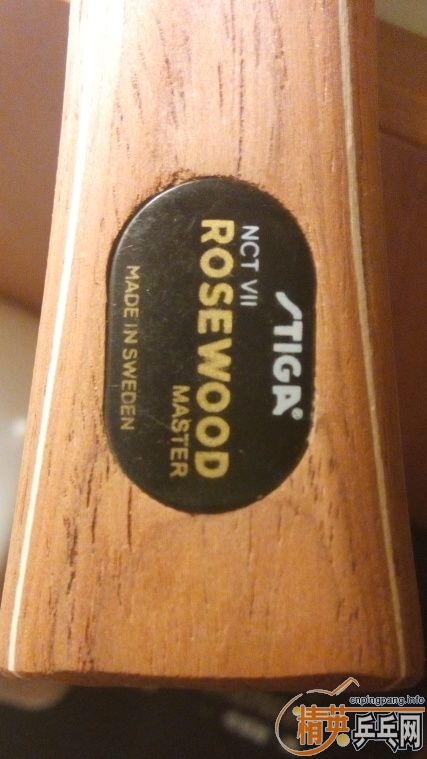 STIGA®
NCT VII
ROSEWOOD
MASTER
MADE IN SWEDEN
cnpingpang.info
精英乒乓网